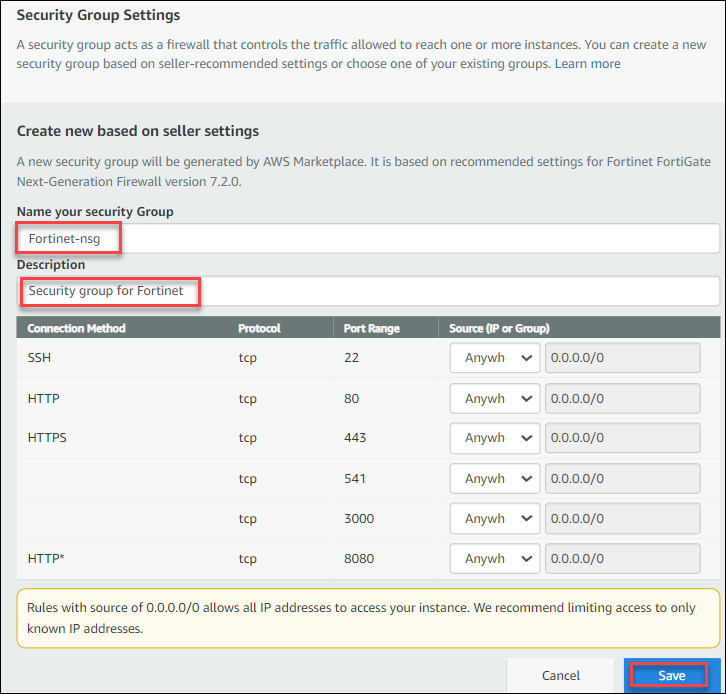 Security Group Settings
A security group acts as a firewall that controls the traffic allowed to reach one or more instances. You can create a new
security group based on seller-recommended settings or choose one of your existing groups. Learn more
Create new based on seller settings
A new security group will be generated by AWS Marketplace. It is based on recommended settings for Fortinet FortiGate
Next-Generation Firewall version 7.2.0.
Name your security Group
Fortinet-nsg
Description
Security group for Fortinet
Connection Method Protocol Port Range Source (IP or Group)
SSH tcp 22 Anywh 0.0.0.0/0
HTTP tcp 80 Anywh 0.0.0.0/0
HTTPS tcp 443 Anywh 0.0.0.0/0
tcp 541 Anywh 0.0.0.0/0
tcp 3000 Anywh 0.0.0.0/0
HTTP* tcp 8080 Anywh 0.0.0.0/0
Rules with source of 0.0.0.0/0 allows all IP addresses to access your instance. We recommend limiting access to only
known IP addresses.
Cancel Save